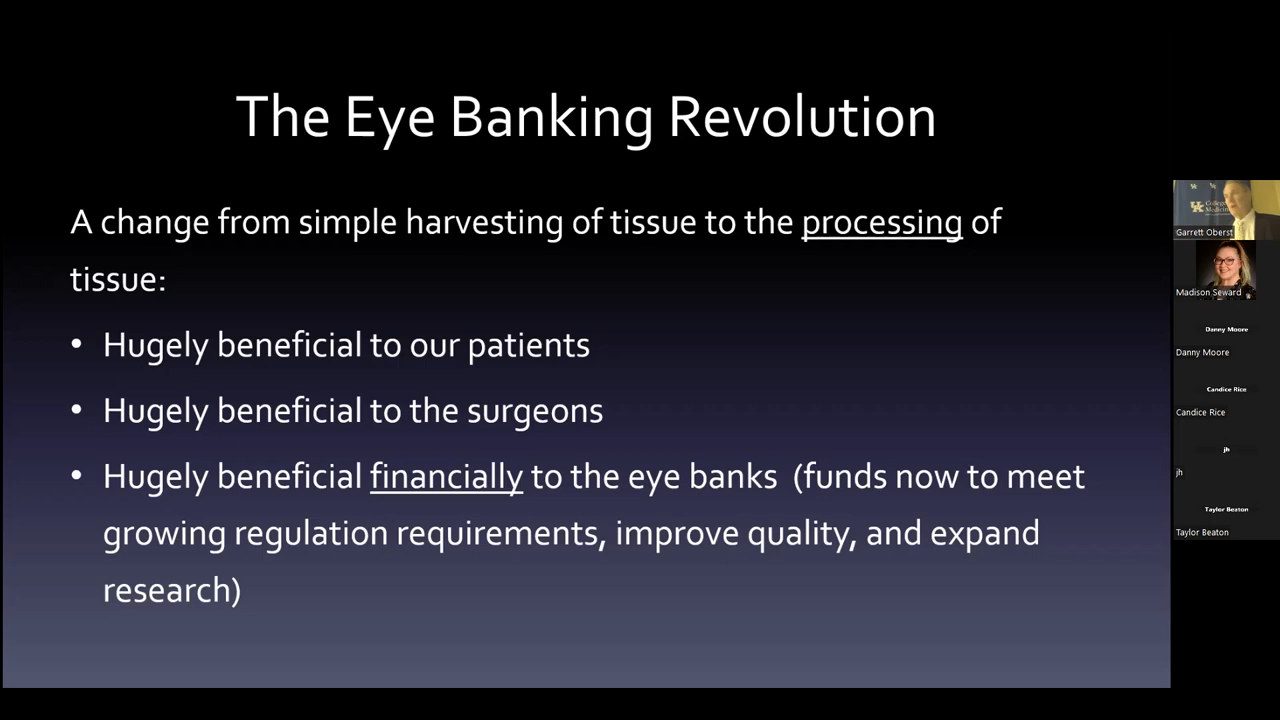 The Eye Banking Revolution
A change from simple harvesting of tissue to the processing of
tissue:
• Hugely beneficial to our patients
• Hugely beneficial to the surgeons
• Hugely beneficial financially to the eye banks (funds now to meet
growing regulation requirements, improve quality, and expand
research)
UK
College
Medicine
Garrett Oberst
Madison Seward
Danny Moore
Danny Moore
Candice Rice
Candice Rice
jh
jh
Taylor Beaton
Taylor Beaton